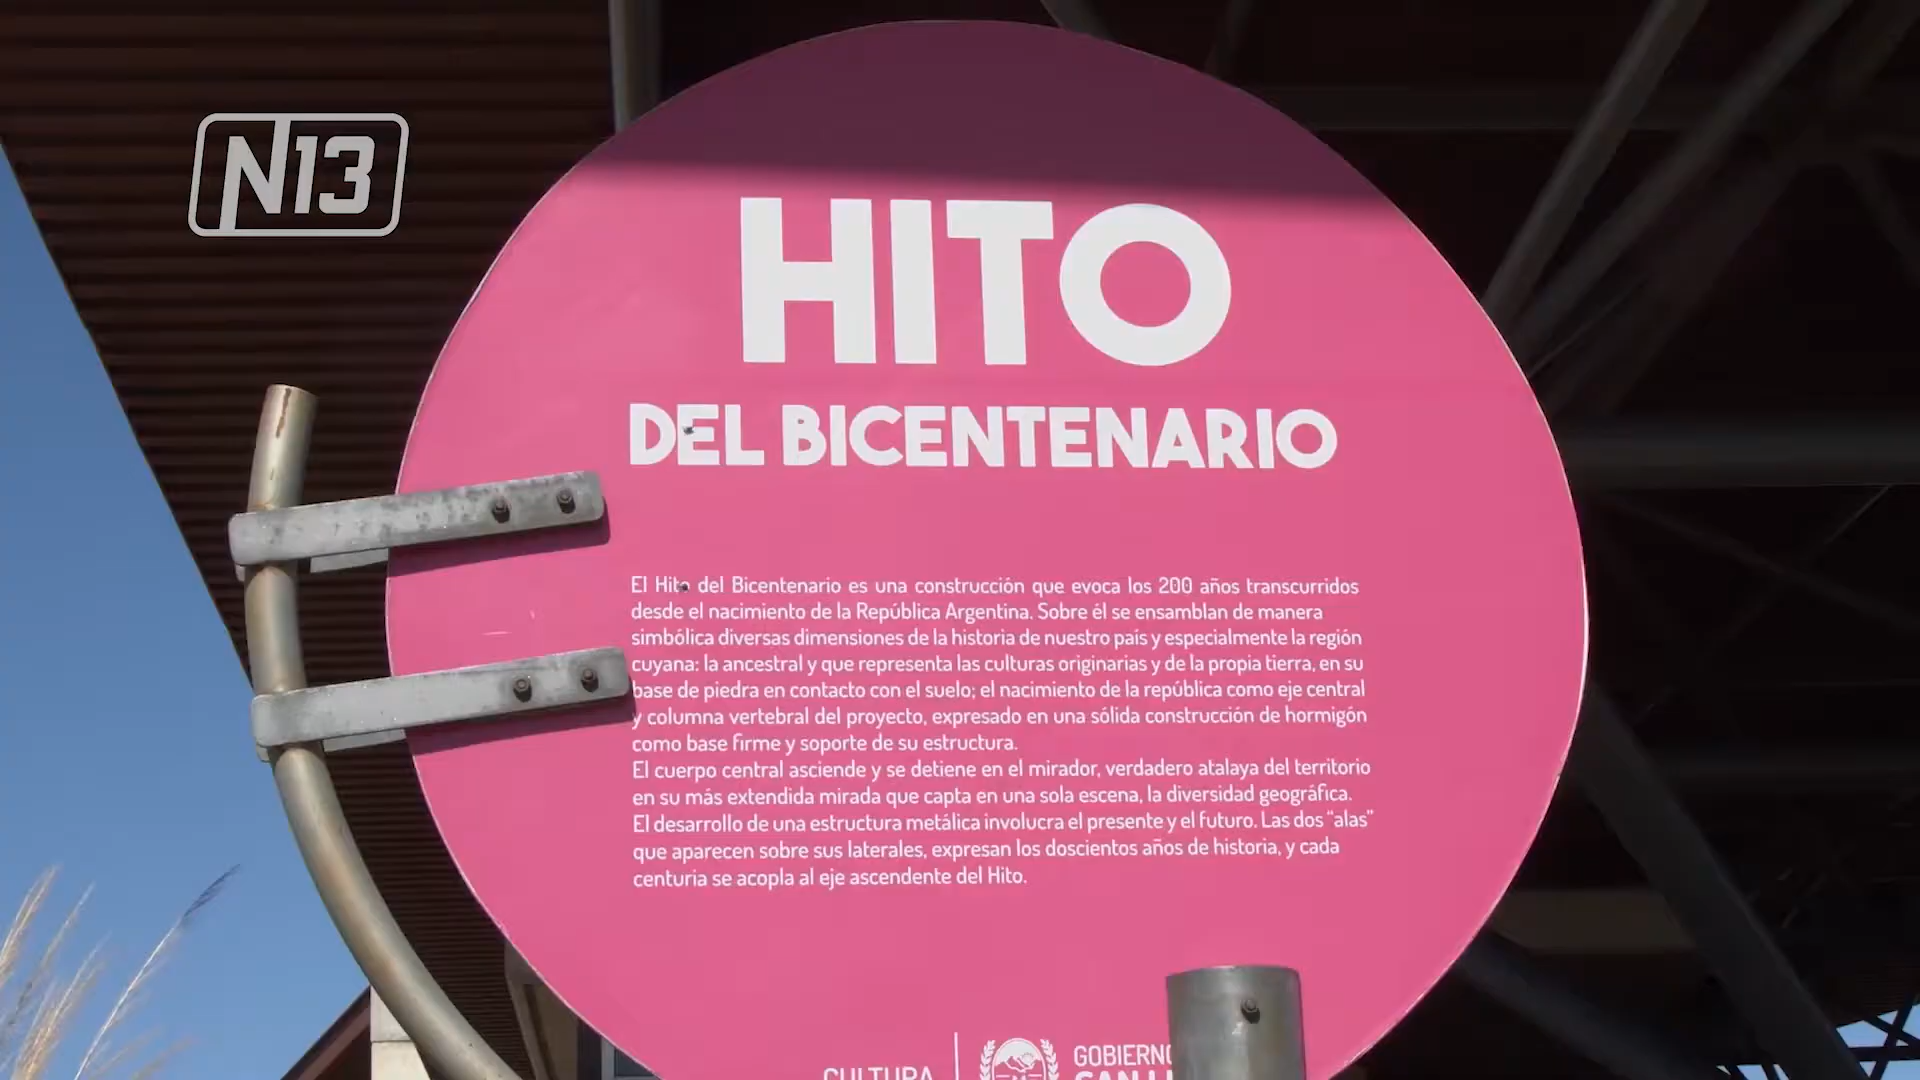 N13
HITO
DEL BICENTENARIO
El Hito del Bicentenario es una construcción que evoca los 200 años transcurridos
desde el nacimiento de la República Argentina. Sobre él se ensamblan de manera
simbólica diversas dimensiones de la historia de nuestro país y especialmente la región
cuyana: la ancestral y que representa las culturas originarias y de la propia tierra, en su
base de piedra en contacto con el suelo; el nacimiento de la república como eje central
y columna vertebral del proyecto, expresado en una sólida construcción de hormigón
como base firme y soporte de su estructura.
El cuerpo central asciende y se detiene en el mirador, verdadero atalaya del territorio
en su más extendida mirada que capta en una sola escena, la diversidad geográfica.
El desarrollo de una estructura metálica involucra el presente y el futuro. Las dos "alas"
que aparecen sobre sus laterales, expresan los doscientos años de historia, y cada
centuria se acopla al eje ascendente del Hito.
CULTURA